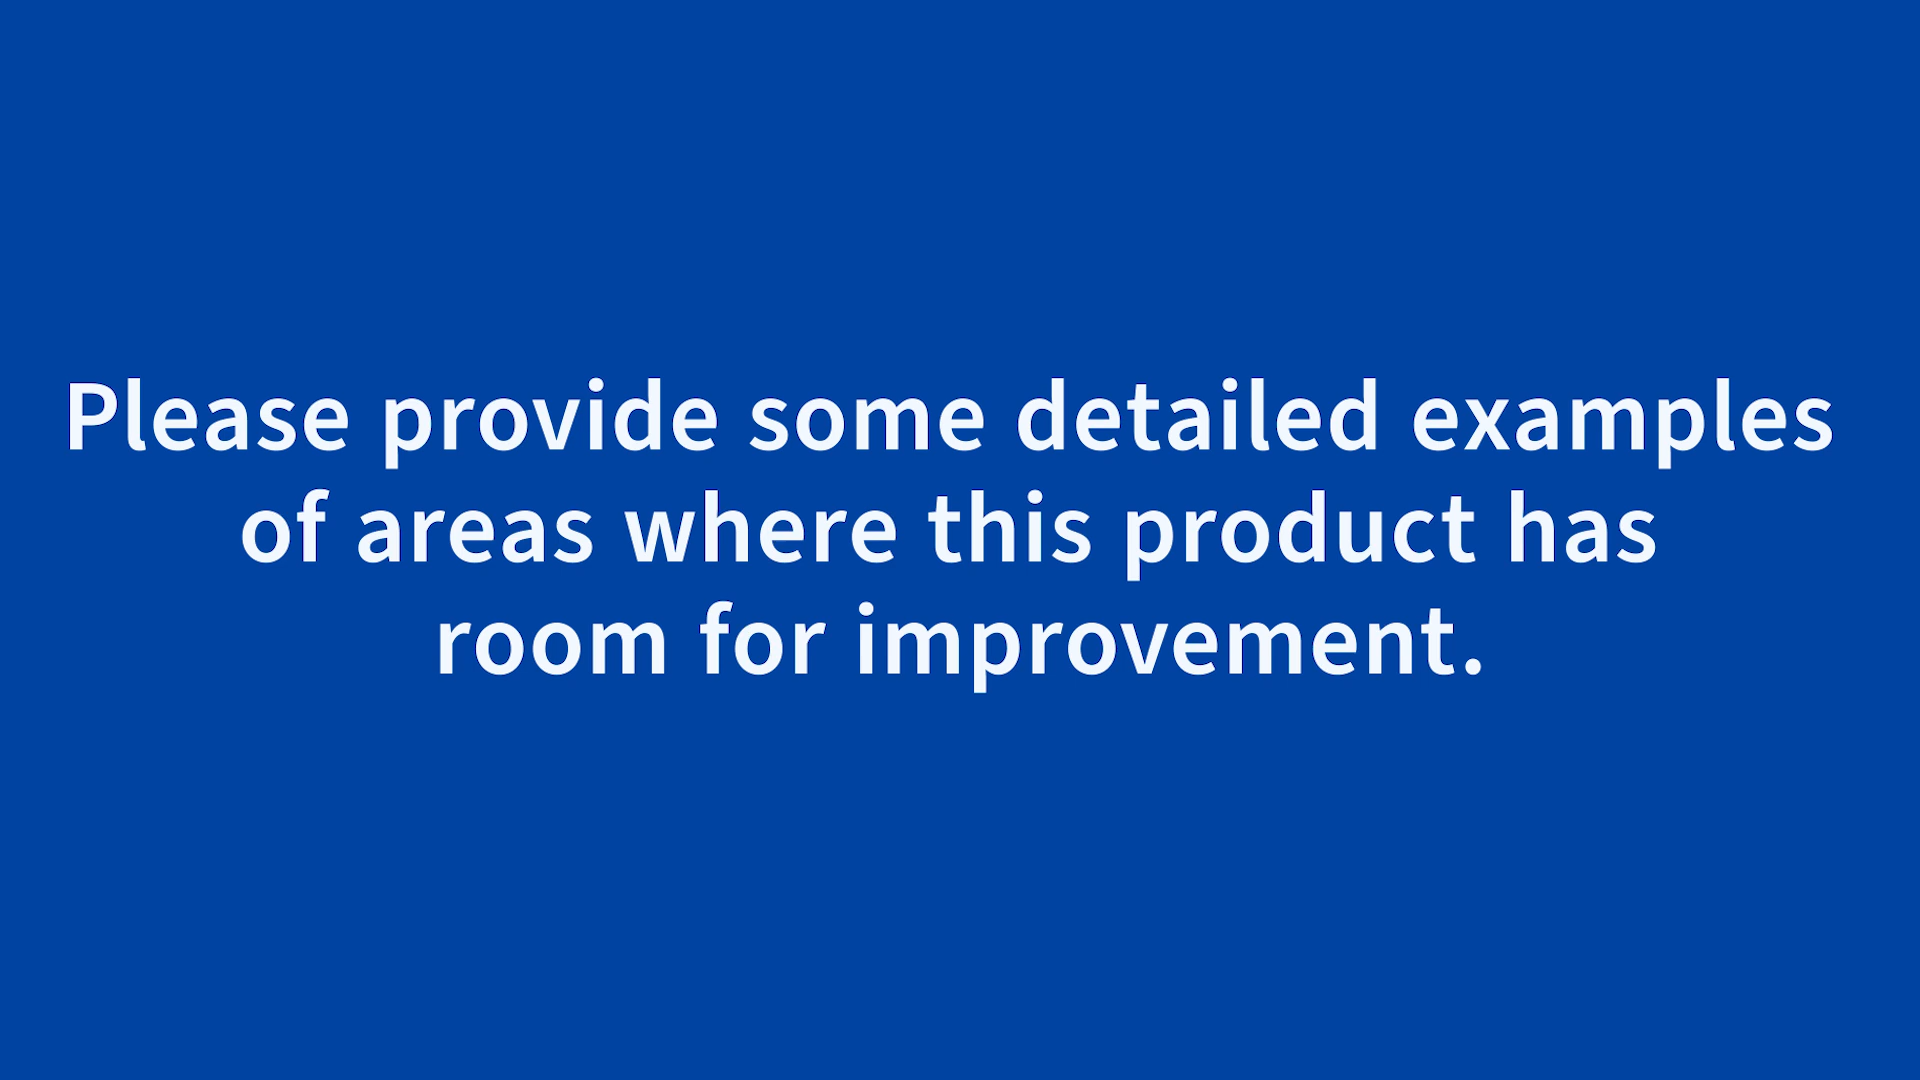 Please provide some detailed examples
of areas where this product has
room for improvement.